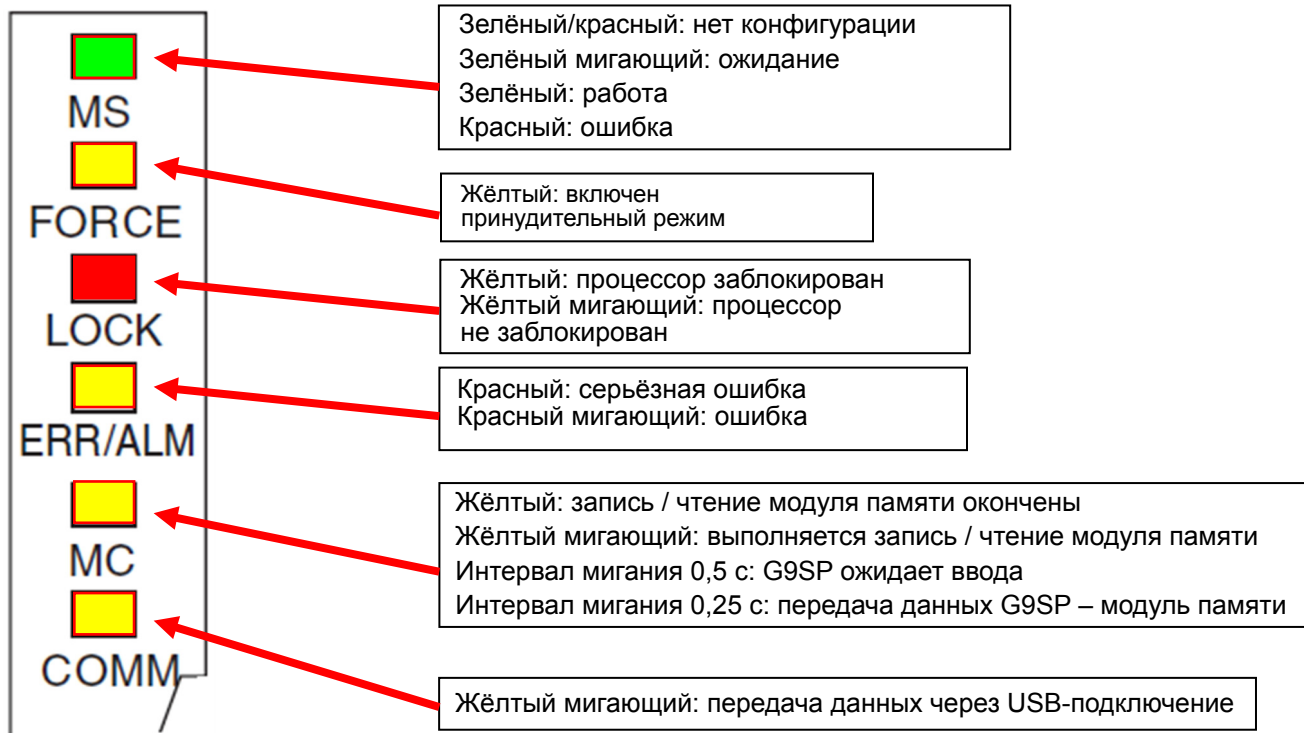 MS
Зелёный/красный: нет конфигурации
Зелёный мигающий: ожидание
Зелёный: работа
Красный: ошибка
FORCE
Жёлтый: включен
принудительный режим
LOCK
Жёлтый: процессор заблокирован
Жёлтый мигающий: процессор
не заблокирован
ERR/ALM
Красный: серьёзная ошибка
Красный мигающий: ошибка
MC
Жёлтый: запись / чтение модуля памяти окончены
Жёлтый мигающий: выполняется запись / чтение модуля памяти
Интервал мигания 0,5 с: G9SP ожидает ввода
Интервал мигания 0,25 с: передача данных G9SP – модуль памяти
COMM
Жёлтый мигающий: передача данных через USB-подключение